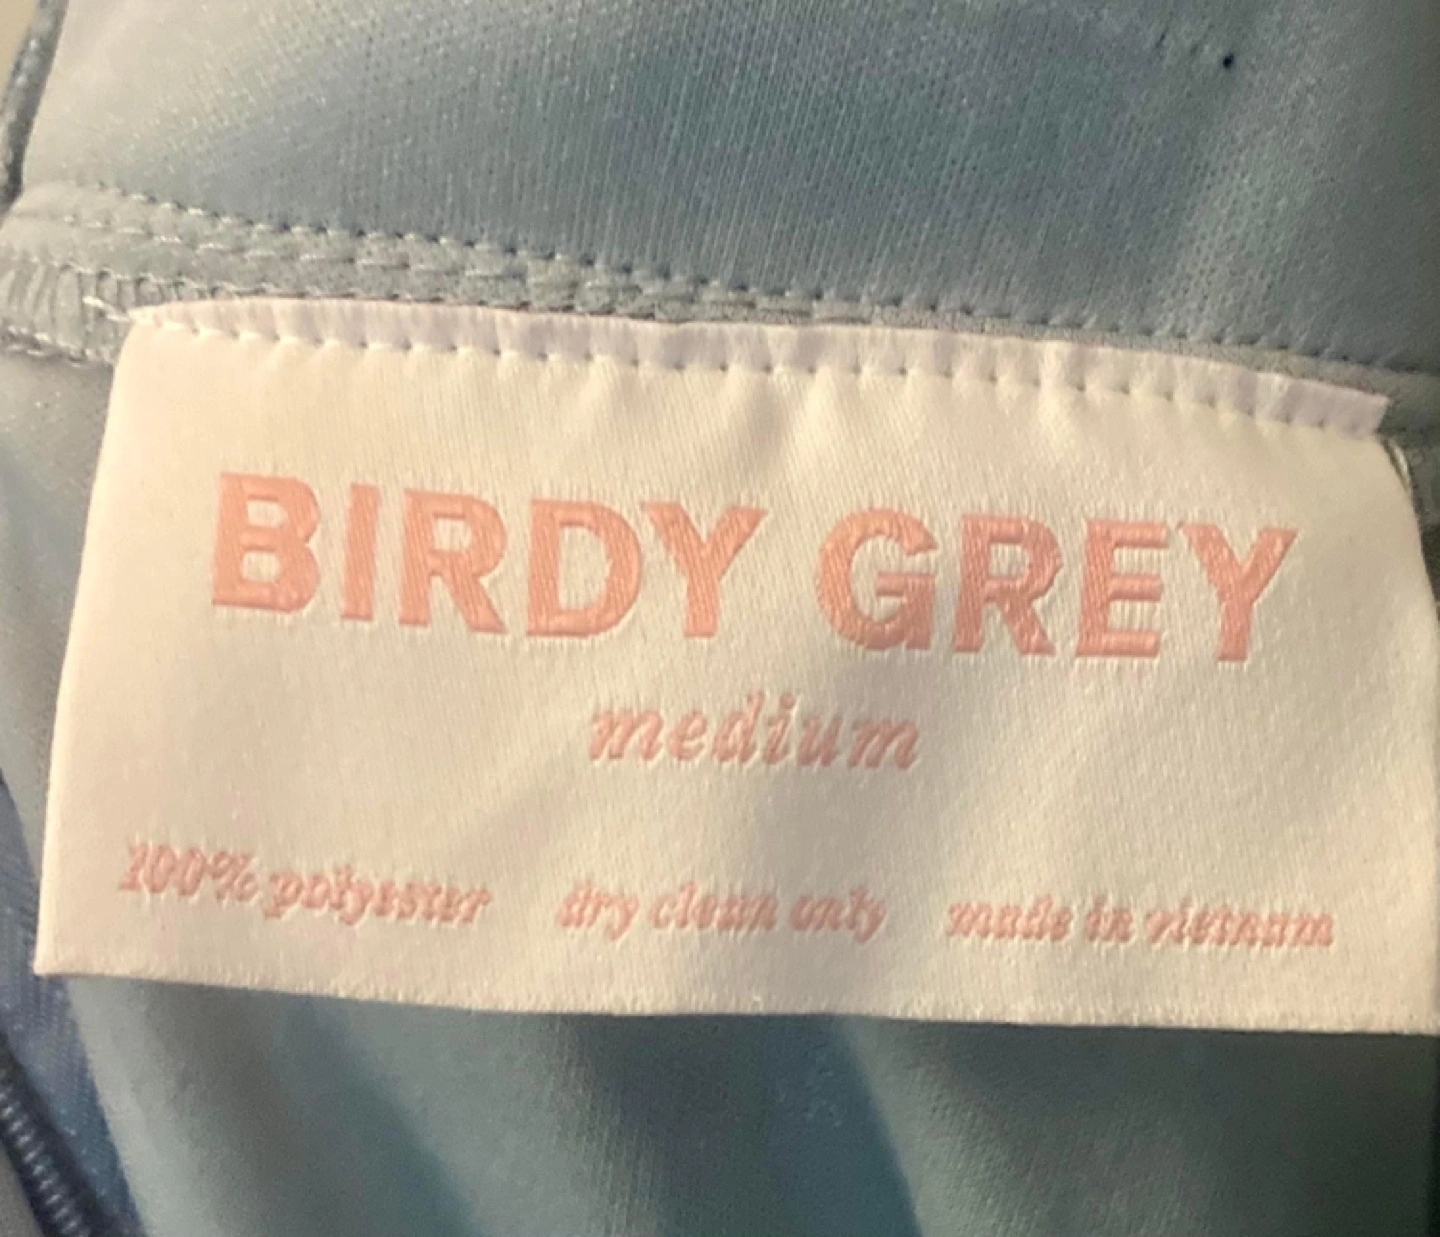 BIRDY GREY
medium
100% polyester dry clean only made in vietnam